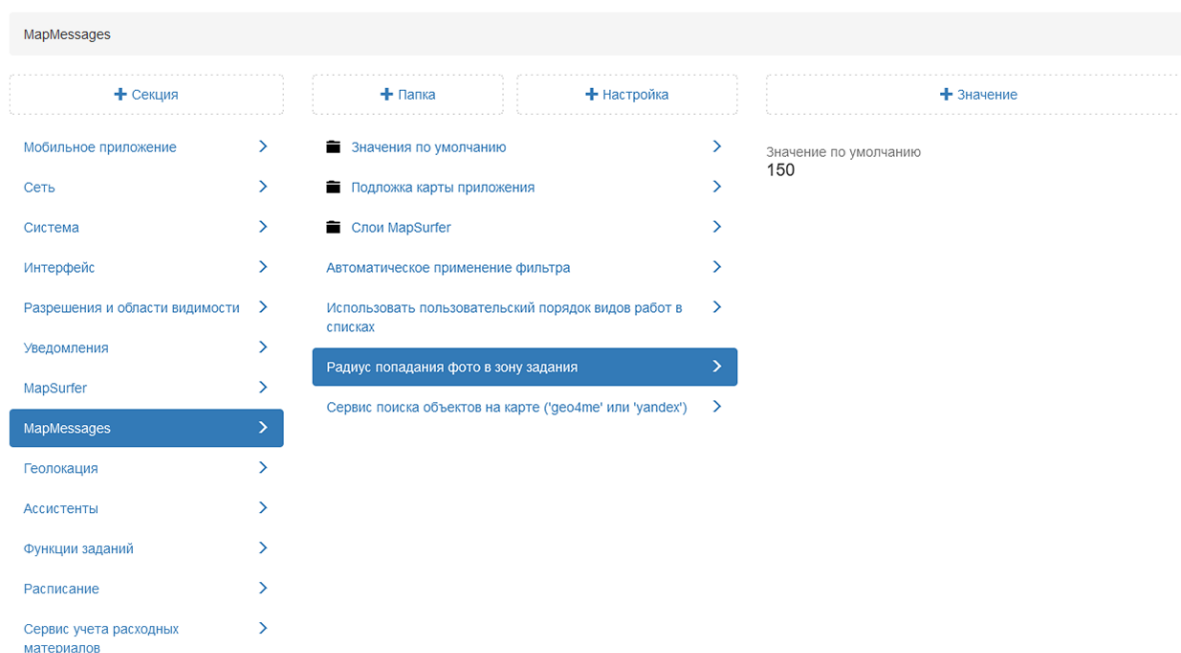 MapMessages
+ Секция
+ Папка
+ Настройка
+ Значение
Мобильное приложение
Сеть
Система
Интерфейс
Разрешения и области видимости
Уведомления
MapSurfer
MapMessages
Геолокация
Ассистенты
Функции заданий
Расписание
Сервис учета расходных
материалов
Значения по умолчанию
Подложка карты приложения
Слои MapSurfer
Автоматическое применение фильтра
Использовать пользовательский порядок видов работ в
списках
Радиус попадания фото в зону задания
Сервис поиска объектов на карте ('geo4me' или 'yandex')
Значение по умолчанию
150